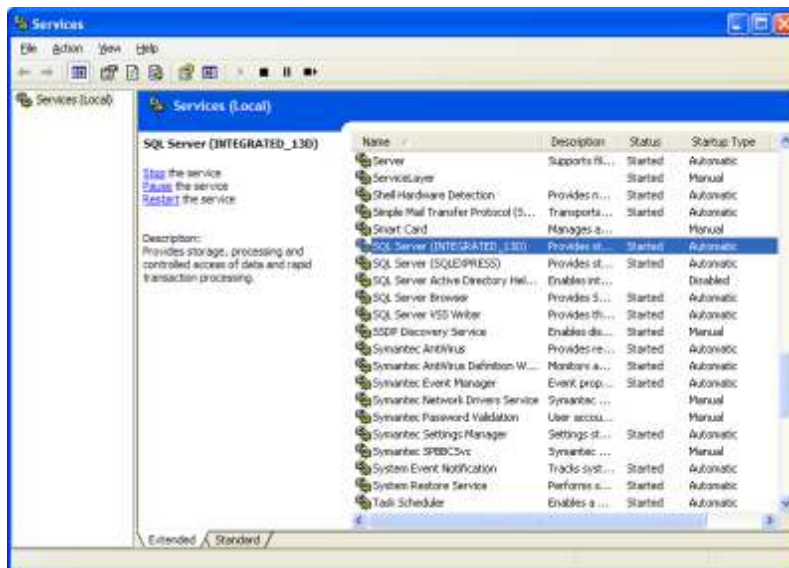 Services
File Action View Help
Services (Local)
Services (Local)
SQL Server (INTEGRATED_13D)
Stop the service
Pause the service
Restart the service
Description:
Provides storage, processing and
controlled access of data and rapid
transaction processing.
Name Description Status Startup Type
Server Supports fil... Started Automatic
ServiceLayer Started Manual
Shell Hardware Detection Provides n... Started Automatic
Simple Mail Transfer Protocol (S... Transports... Started Automatic
Smart Card Manages a... Manual
SQL Server (INTEGRATED_13D) Provides st... Started Automatic
SQL Server (SQLEXPRESS) Provides st... Started Automatic
SQL Server Active Directory Hel... Enables int... Disabled
SQL Server Browser Provides S... Started Automatic
SQL Server VSS Writer Provides th... Started Automatic
SSDP Discovery Service Enables dis... Started Manual
Symantec AntiVirus Provides re... Started Automatic
Symantec AntiVirus Definition W... Monitors a... Started Automatic
Symantec Event Manager Event prop... Started Automatic
Symantec Network Drivers Service Symantec ... Manual
Symantec Password Validation User accou... Manual
Symantec Settings Manager Settings st... Started Automatic
Symantec SPBBCSvc Symantec ... Manual
System Event Notification Tracks syst... Started Automatic
System Restore Service Performs s... Started Automatic
Task Scheduler Enables a ... Started Automatic
Extended Standard